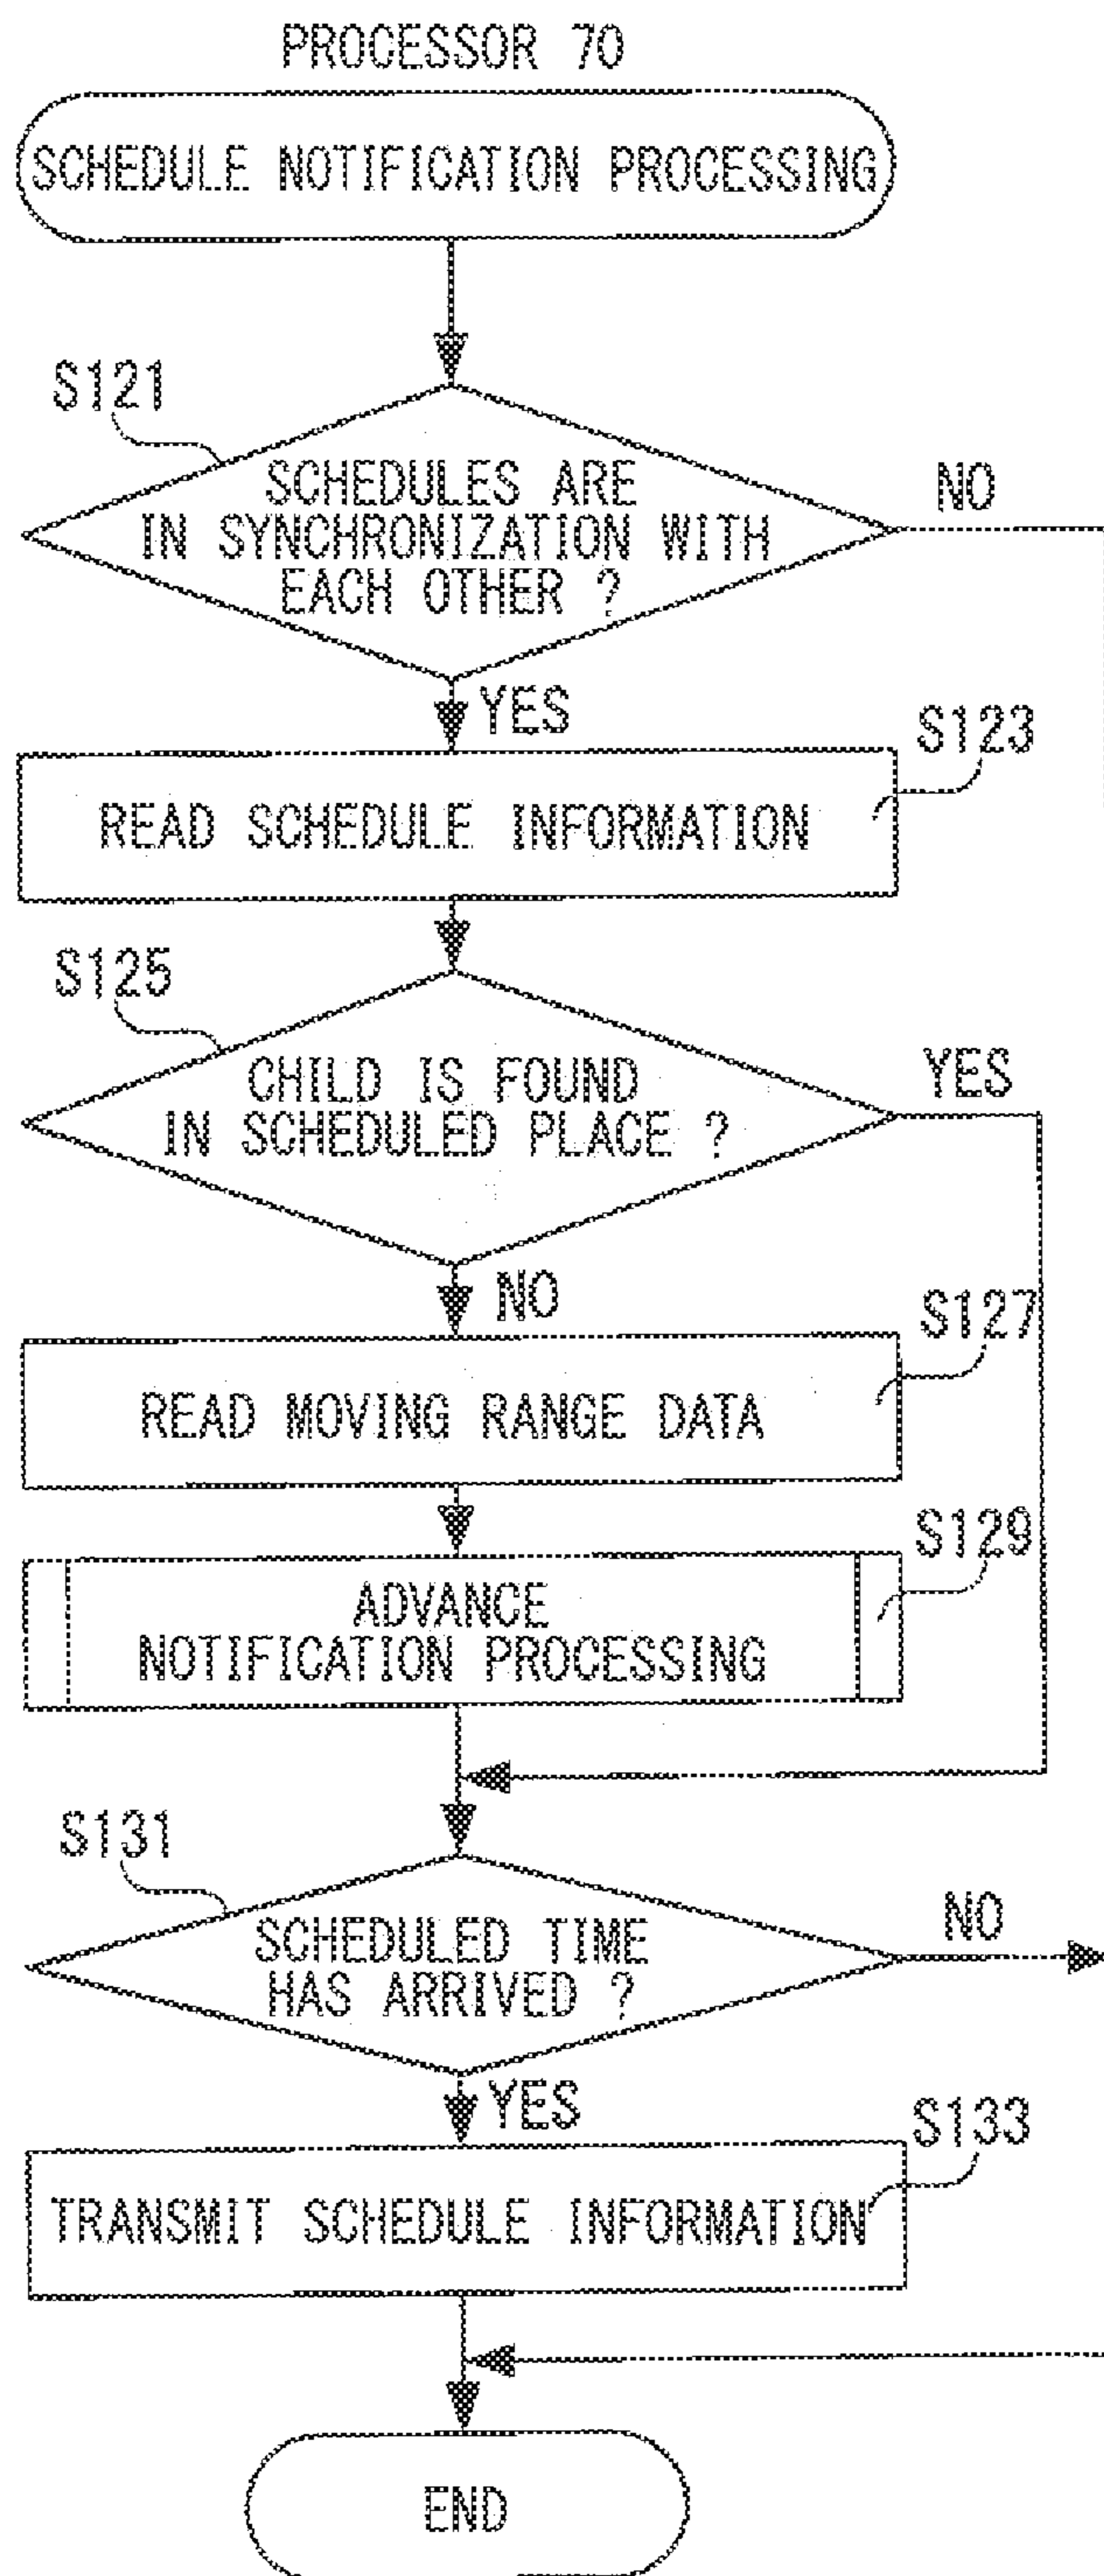 PROCESSOR 70
SCHEDULE NOTIFICATION PROCESSING
S121
SCHEDULES ARE
IN SYNCHRONIZATION WITH
EACH OTHER ?
NO
YES
S123
READ SCHEDULE INFORMATION
S125
CHILD IS FOUND
IN SCHEDULED PLACE ?
YES
NO
S127
READ MOVING RANGE DATA
S129
ADVANCE
NOTIFICATION PROCESSING
S131
SCHEDULED TIME
HAS ARRIVED ?
NO
YES
S133
TRANSMIT SCHEDULE INFORMATION
END